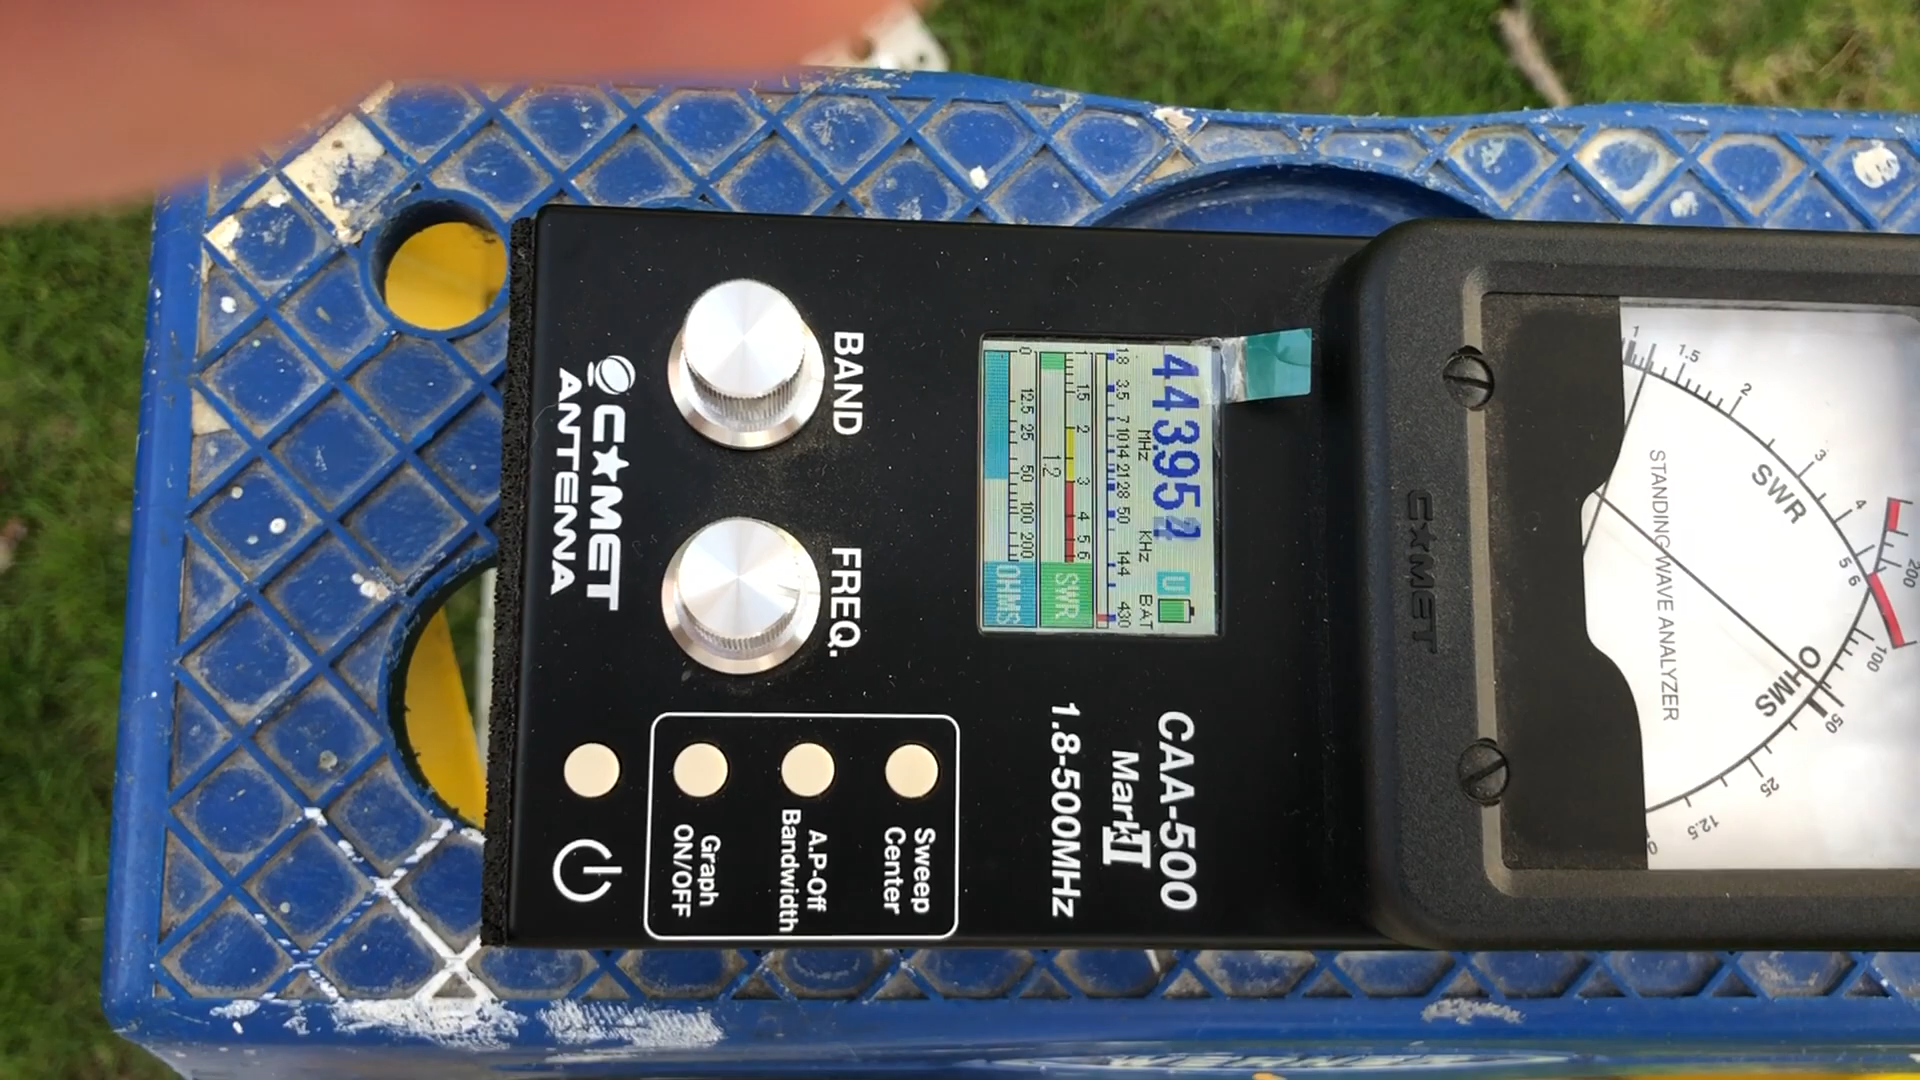 1 1.5 2 3 4 5 6
SWR
STANDING WAVE ANALYZER
OHMS
0 12.5 25 50 100 200
COMET
MHz KHz BAT
U
1.8 3.5 7 10 14 21 28 50 144 430
1 1.5 2 3 4 5 6
SWR
1.2
0 12.5 25 50 100 200
OHMS
CAA-500
MarkII
1.8-500MHz
BAND
FREQ.
Sweep
Center
A.P-Off
Bandwidth
Graph
ON/OFF
COMET
ANTENNA